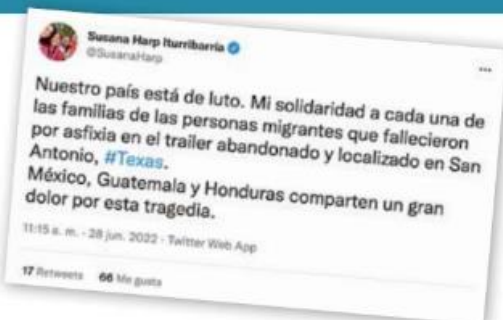 Susana Harp Iturribarría
@SusanaHarp
Nuestro país está de luto. Mi solidaridad a cada una de
las familias de las personas migrantes que fallecieron
por asfixia en el trailer abandonado y localizado en San
Antonio, #Texas.
México, Guatemala y Honduras comparten un gran
dolor por esta tragedia.
11:15 a. m. · 28 jun. 2022 · Twitter Web App
17 Retweets 66 Me gusta